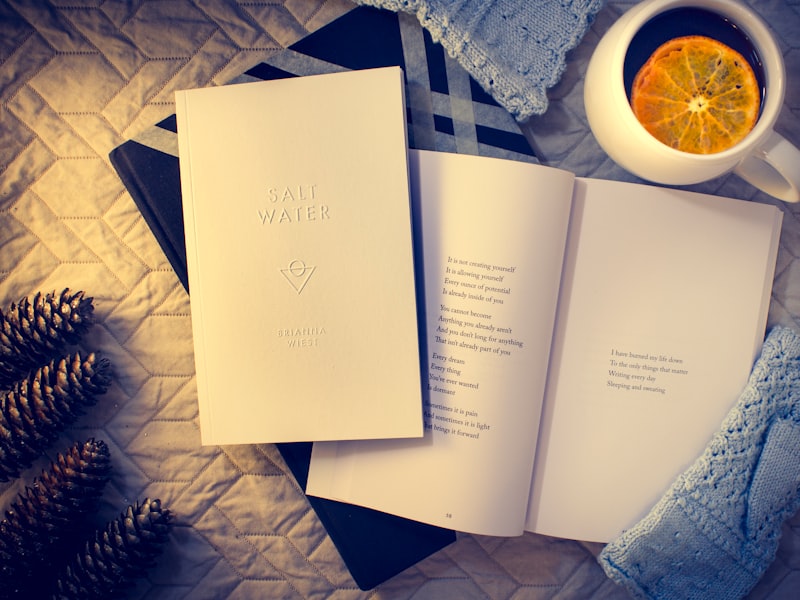 SALT
WATER
BRIANNA
WIEST
It is not creating yourself
It is allowing yourself
Every ounce of potential
Is already inside of you
You cannot become
Anything you already aren't
And you don't long for anything
That isn't already part of you
Every dream
Every thing
You've ever wanted
Is dormant
Sometimes it is pain
And sometimes it is light
That brings it forward
58
I have burned my life down
To the only things that matter
Writing every day
Sleeping and sweating